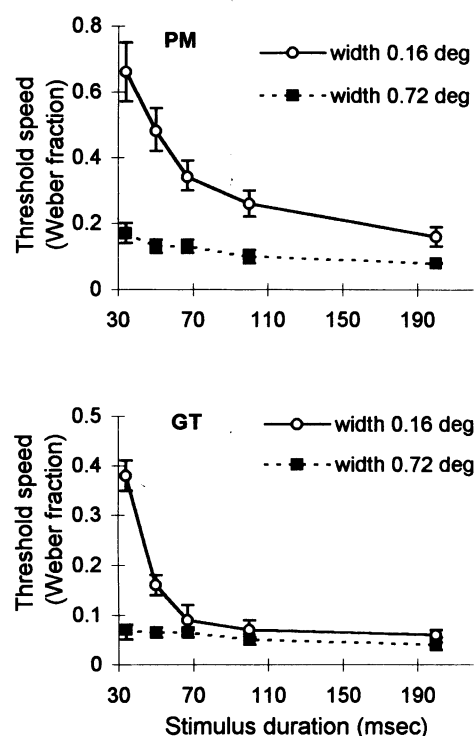 PM
width 0.16 deg
width 0.72 deg
Threshold speed
(Weber fraction)
0.8
0.6
0.4
0.2
0
30 70 110 150 190
GT
width 0.16 deg
width 0.72 deg
Threshold speed
(Weber fraction)
0.5
0.4
0.3
0.2
0.1
0
30 70 110 150 190
Stimulus duration (msec)